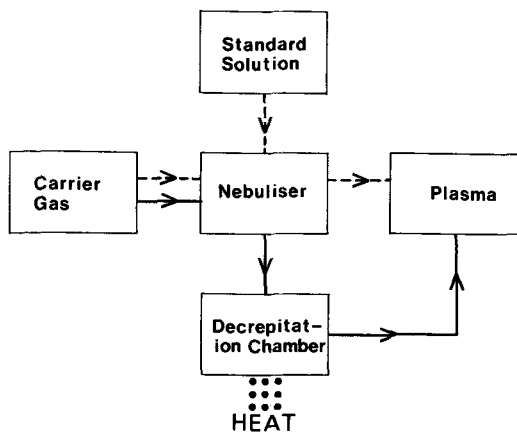 Standard
Solution
Carrier
Gas
Nebuliser
Plasma
Decrepitat-
ion Chamber
HEAT